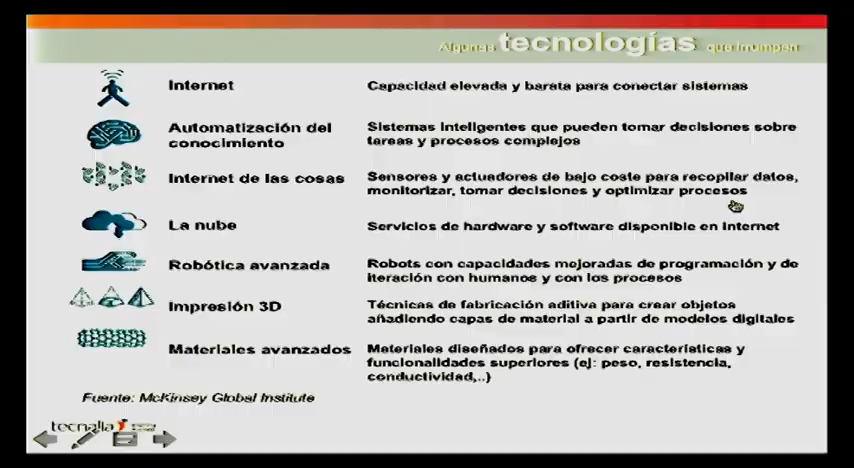 Algunas tecnologías que irrumpen
Internet
Capacidad elevada y barata para conectar sistemas
Automatización del
conocimiento
Sistemas inteligentes que pueden tomar decisiones sobre
tareas y procesos complejos
Internet de las cosas
Sensores y actuadores de bajo coste para recopilar datos,
monitorizar, tomar decisiones y optimizar procesos
La nube
Servicios de hardware y software disponible en internet
Robótica avanzada
Robots con capacidades mejoradas de programación y de
iteración con humanos y con los procesos
Impresión 3D
Técnicas de fabricación aditiva para crear objetos
añadiendo capas de material a partir de modelos digitales
Materiales avanzados
Materiales diseñados para ofrecer características y
funcionalidades superiores (ej: peso, resistencia,
conductividad,..)
Fuente: McKinsey Global Institute
tecnalia